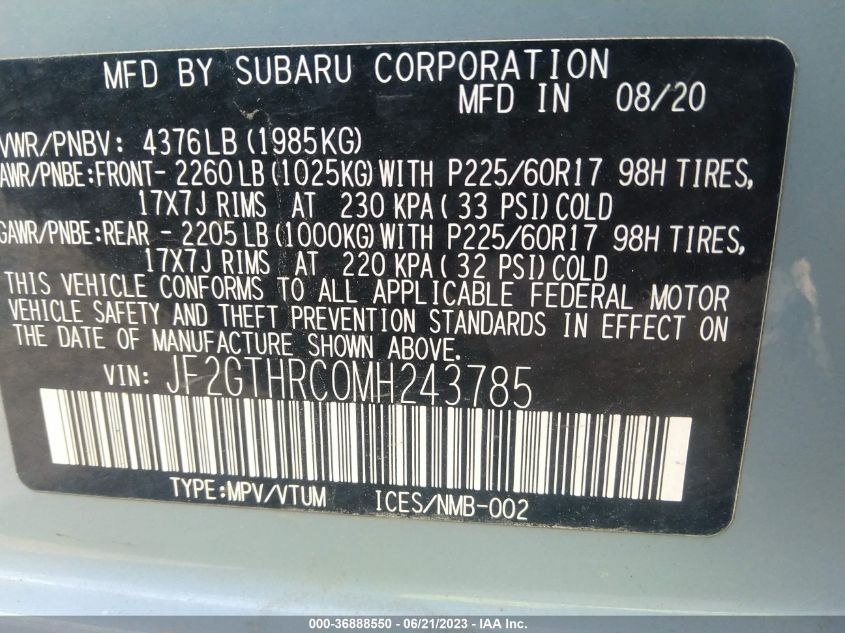 MFD BY SUBARU CORPORATION
MFD IN 08/20
VWR/PNBV: 4376LB (1985KG)
AWR/PNBE:FRONT- 2260 LB (1025KG) WITH P225/60R17 98H TIRES,
17X7J RIMS AT 230 KPA ( 33 PSI) COLD
GAWR/PNBE:REAR - 2205 LB (1000KG) WITH P225/60R17 98H TIRES,
17X7J RIMS AT 220 KPA ( 32 PSI) COLD
THIS VEHICLE CONFORMS TO ALL APPLICABLE FEDERAL MOTOR
VEHICLE SAFETY AND THEFT PREVENTION STANDARDS IN EFFECT ON
THE DATE OF MANUFACTURE SHOWN ABOVE.
VIN: JF2GTHRC0MH243785
TYPE:MPV/VTUM ICES/NMB-002
000-36888550 - 06/21/2023 - IAA Inc.